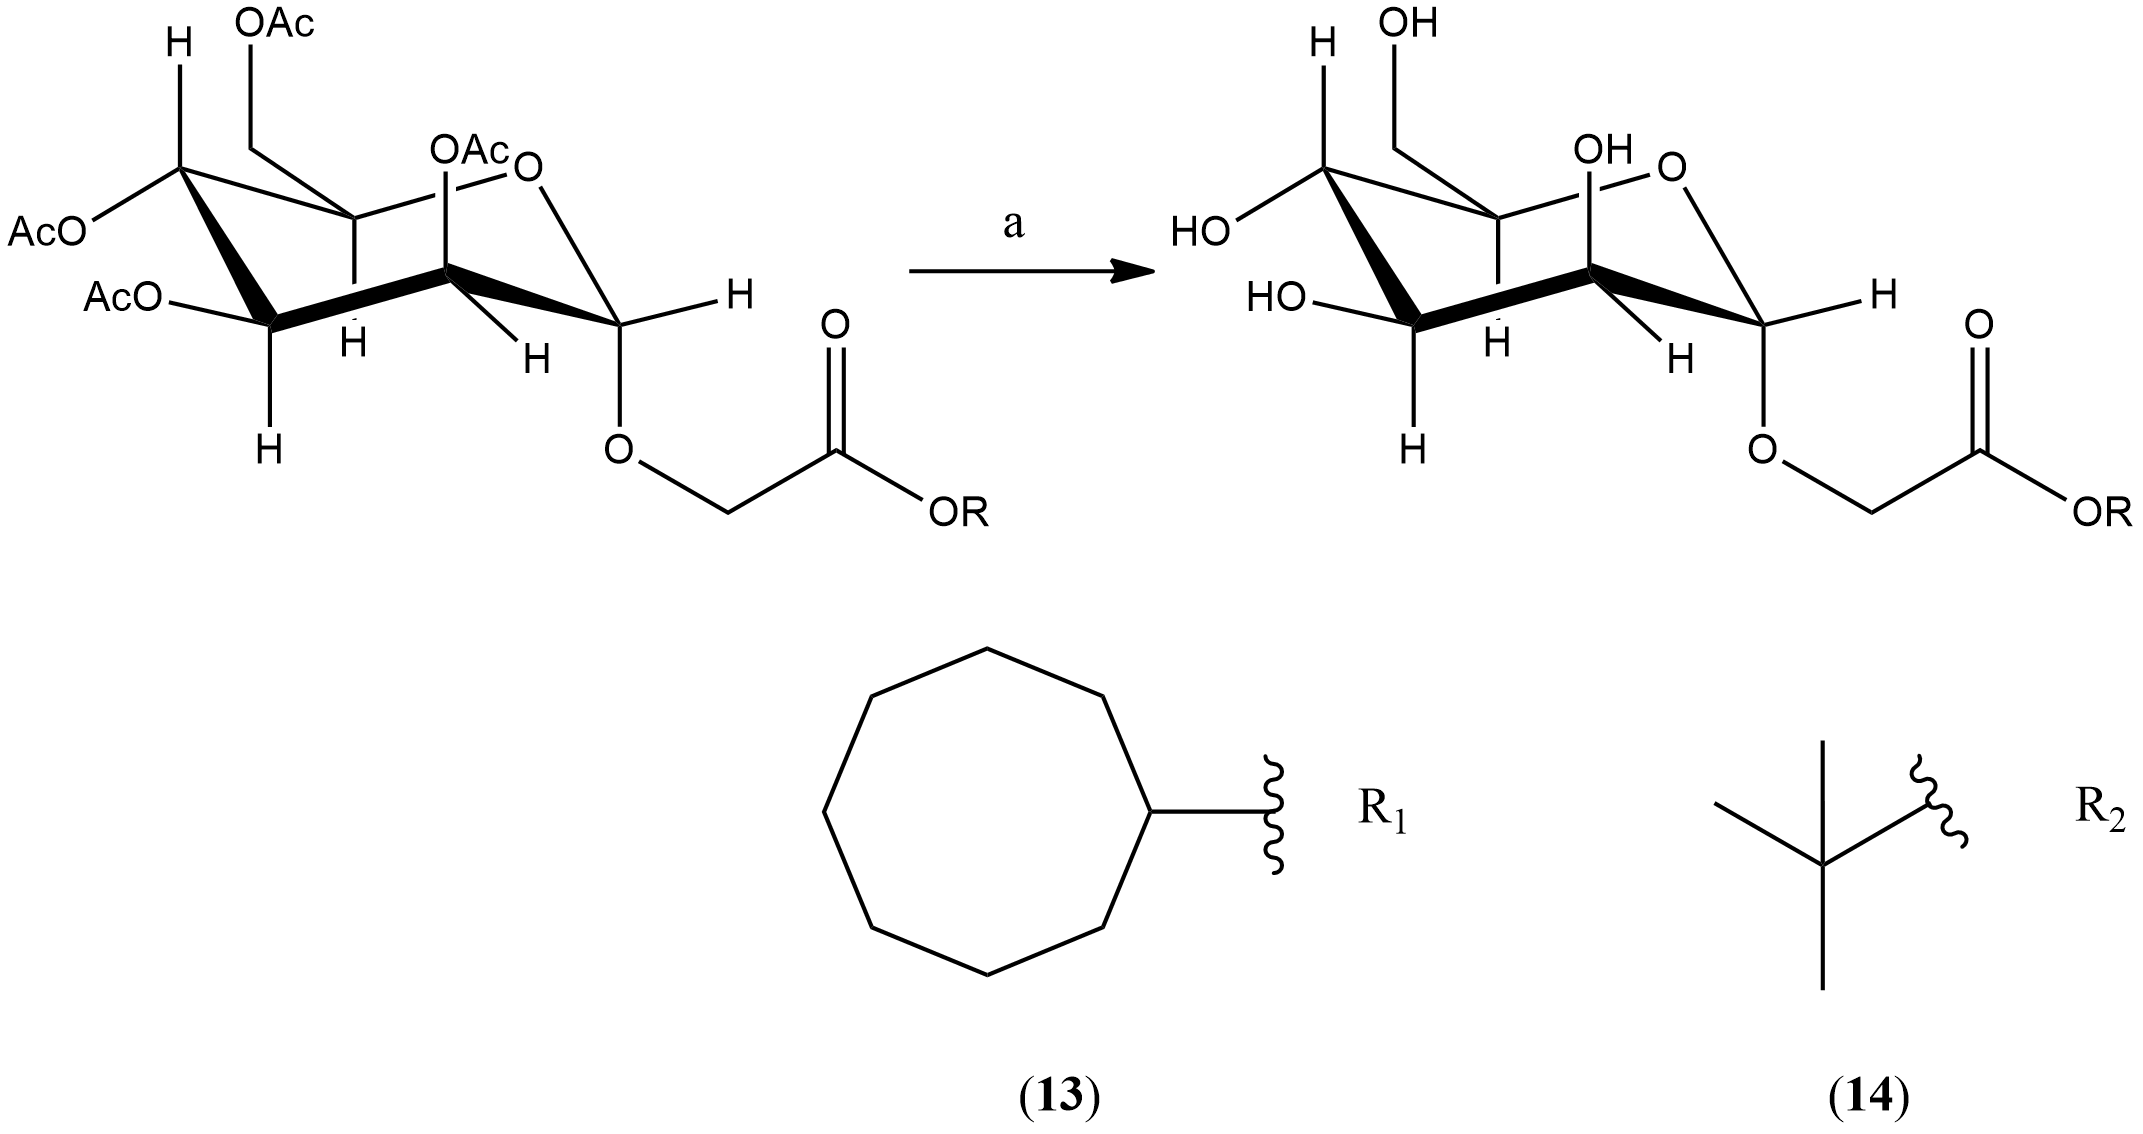 OAc OH
H H
OAc O OH O
AcO HO
a
AcO H HO H
H O H O
H H
H H
O O
OR OR
R₁ R₂
(13) (14)